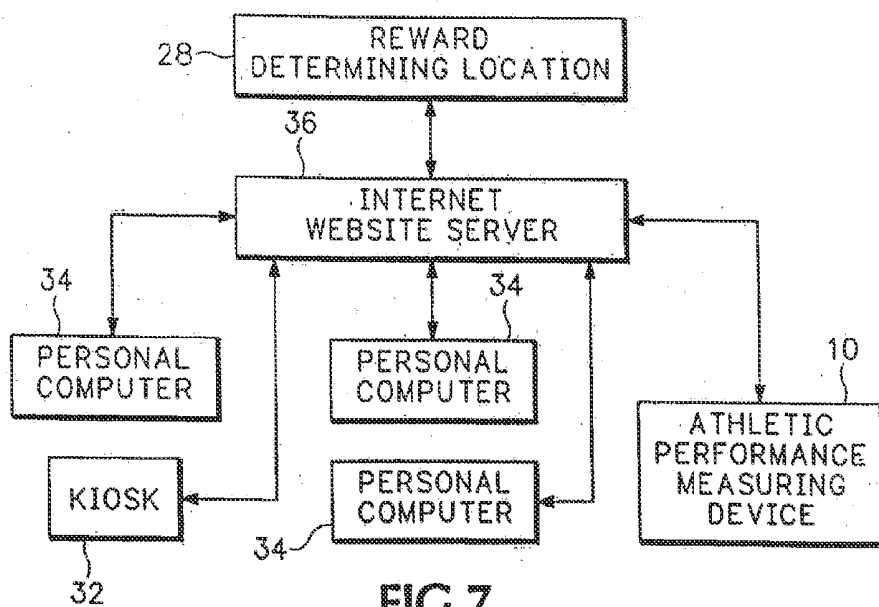 28
REWARD
DETERMINING LOCATION
36
INTERNET
WEBSITE SERVER
34
PERSONAL
COMPUTER
34
PERSONAL
COMPUTER
10
ATHLETIC
PERFORMANCE
MEASURING
DEVICE
KIOSK
32
PERSONAL
COMPUTER
34
FIG.7